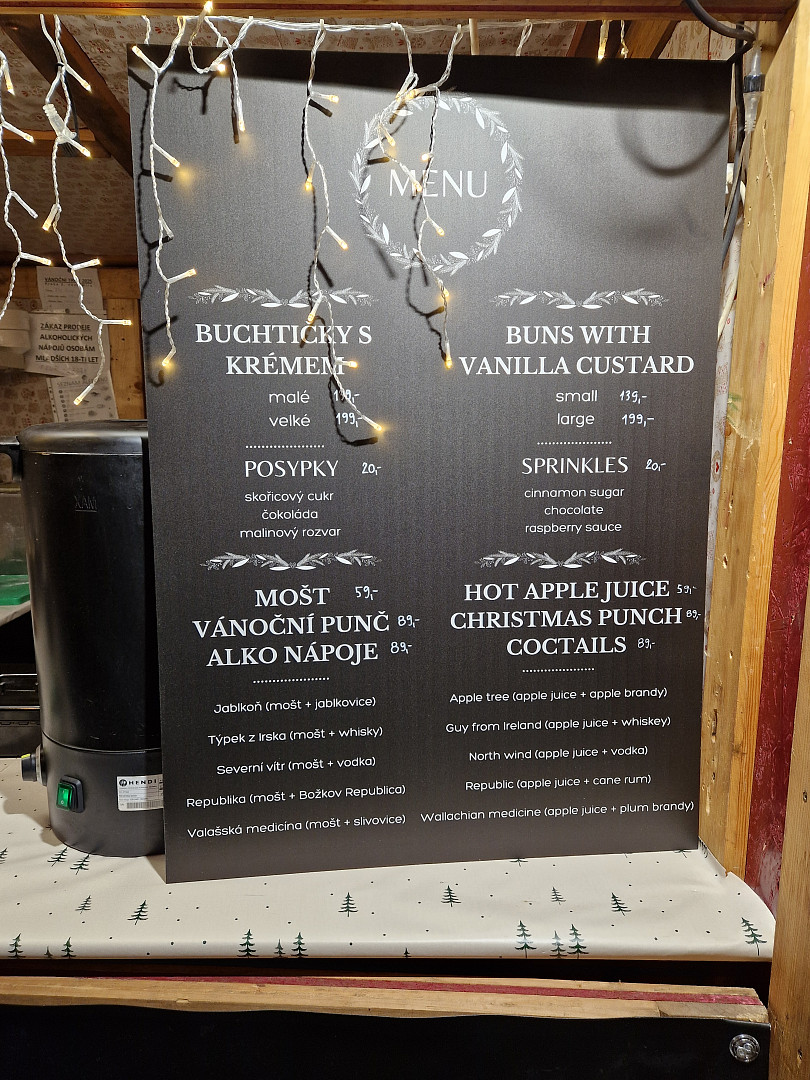 MENU
BUCHTIČKY S
KRÉMEM
malé 139,-
velké 199,-
POSYPKY 20,-
skořicový cukr
čokoláda
malinový rozvar
MOŠT 59,-
VÁNOČNÍ PUNČ 89,-
ALKO NÁPOJE 89,-
Jablkoň (mošt + jablkovice)
Týpek z Irska (mošt + whisky)
Severní vítr (mošt + vodka)
Republika (mošt + Božkov Republica)
Valašská medicína (mošt + slivovice)
BUNS WITH
VANILLA CUSTARD
small 139,-
large 199,-
SPRINKLES 20,-
cinnamon sugar
chocolate
raspberry sauce
HOT APPLE JUICE 59,-
CHRISTMAS PUNCH 89,-
COCTAILS 89,-
Apple tree (apple juice + apple brandy)
Guy from Ireland (apple juice + whiskey)
North wind (apple juice + vodka)
Republic (apple juice + cane rum)
Wallachian medicine (apple juice + plum brandy)
ZÁKAZ PRODEJE
ALKOHOLICKÝCH
NÁPOJŮ OSOBÁM
MLADŠÍCH 18-TI LET
HENDI